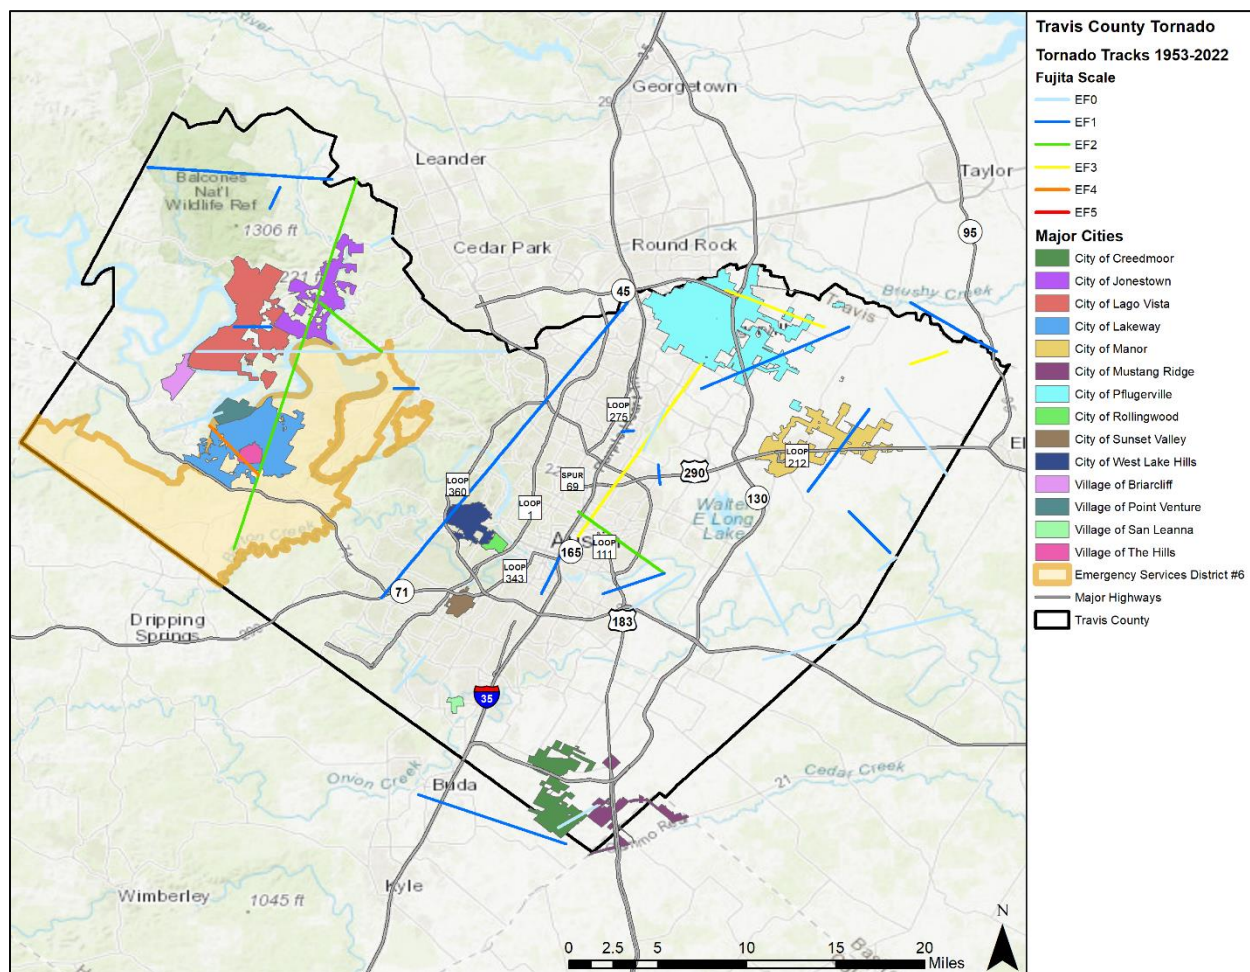 Travis County Tornado
Tornado Tracks 1953-2022
Fujita Scale
EF0
EF1
EF2
EF3
EF4
EF5
Major Cities
City of Creedmoor
City of Jonestown
City of Lago Vista
City of Lakeway
City of Manor
City of Mustang Ridge
City of Pflugerville
City of Rollingwood
City of Sunset Valley
City of West Lake Hills
Village of Briarcliff
Village of Point Venture
Village of San Leanna
Village of The Hills
Emergency Services District #6
Major Highways
Travis County
Georgetown
29
35
Leander
Taylor
Balcones
Nat'l
Wildlife Ref
1306 ft
95
Cedar Park
Round Rock
45
Brushy Creek
Travis
LOOP
275
LOOP
212
LOOP
360
SPUR
69
290
LOOP
1
130
Walter
E Long
Lake
165
LOOP
111
LOOP
343
71
71
Dripping
Springs
290
183
35
21
Cedar Creek
Onion Creek
Buda
Kyle
Wimberley
1045 ft
N
0 2.5 5 10 15 20
Miles